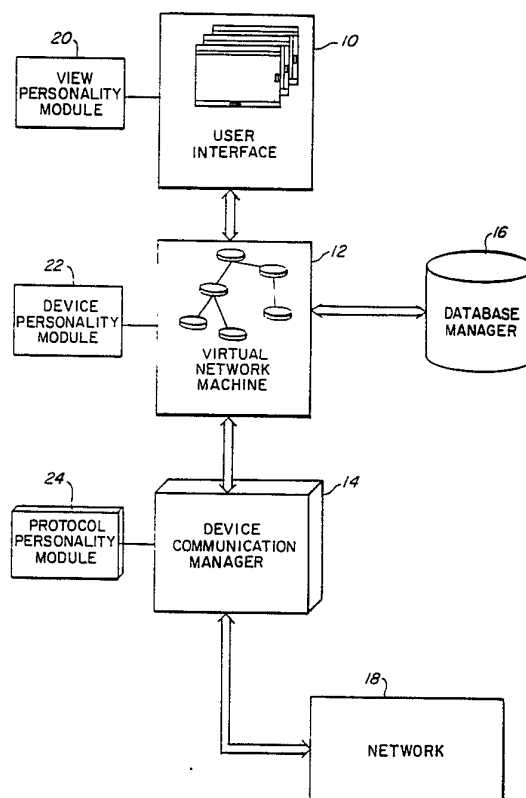 20
10
VIEW
PERSONALITY
MODULE
USER
INTERFACE
22
12
16
DEVICE
PERSONALITY
MODULE
VIRTUAL
NETWORK
MACHINE
DATABASE
MANAGER
24
14
PROTOCOL
PERSONALITY
MODULE
DEVICE
COMMUNICATION
MANAGER
18
NETWORK